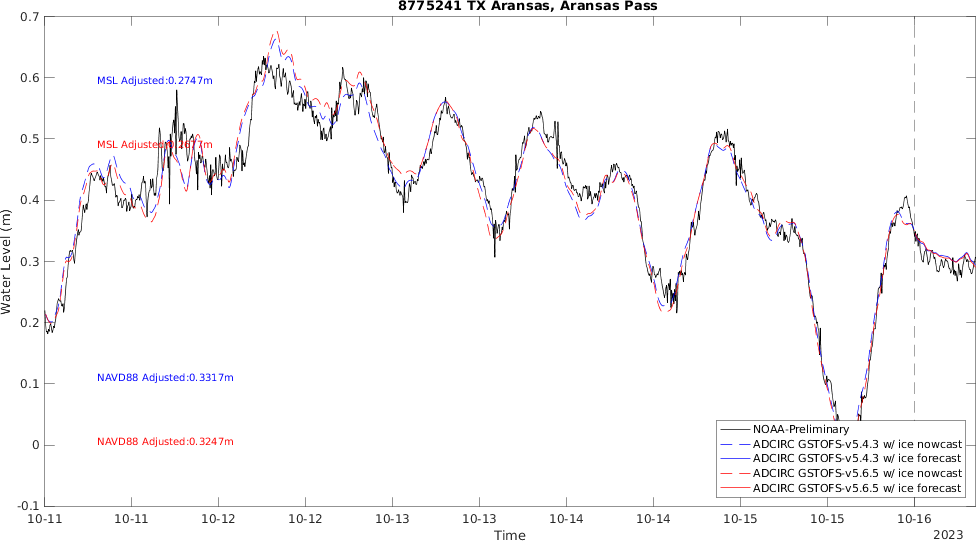 8775241 TX Aransas, Aransas Pass
0.7
0.6
0.5
0.4
0.3
0.2
0.1
0
-0.1
Water Level (m)
MSL Adjusted:0.2747m
MSL Adjusted:0.2677m
NAVD88 Adjusted:0.3317m
NAVD88 Adjusted:0.3247m
NOAA-Preliminary
ADCIRC GSTOFS-v5.4.3 w/ ice nowcast
ADCIRC GSTOFS-v5.4.3 w/ ice forecast
ADCIRC GSTOFS-v5.6.5 w/ ice nowcast
ADCIRC GSTOFS-v5.6.5 w/ ice forecast
10-11 10-11 10-12 10-12 10-13 10-13 10-14 10-14 10-15 10-15 10-16
Time
2023